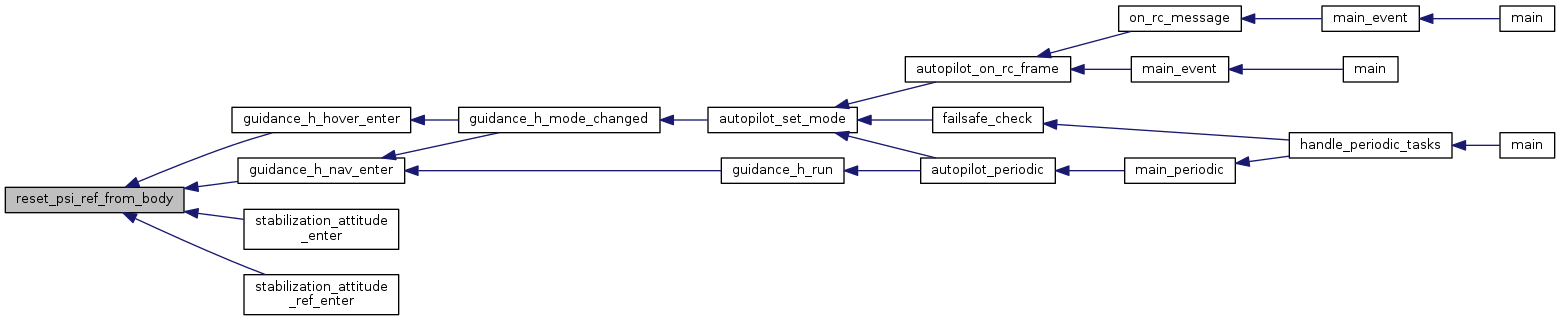 on_rc_message
main_event
main
autopilot_on_rc_frame
main_event
main
guidance_h_hover_enter
guidance_h_mode_changed
autopilot_set_mode
failsafe_check
handle_periodic_tasks
main
guidance_h_nav_enter
guidance_h_run
autopilot_periodic
main_periodic
reset_psi_ref_from_body
stabilization_attitude
_enter
stabilization_attitude
_ref_enter